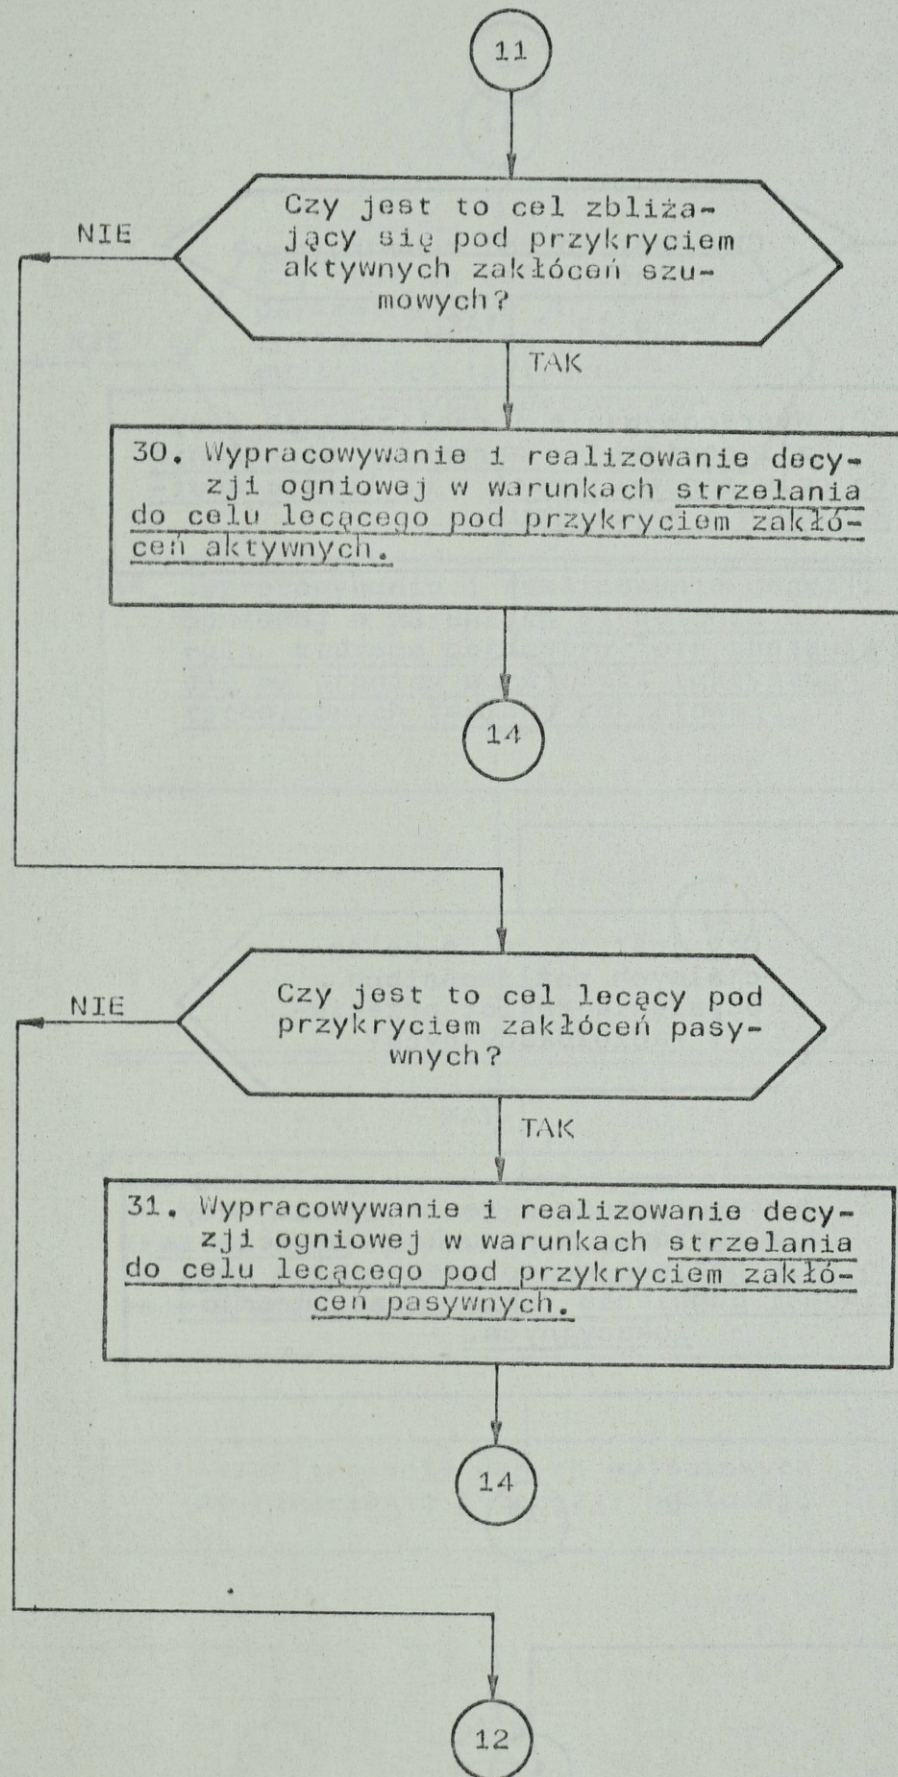 11
Czy jest to cel zbliża-
jący się pod przykryciem
aktywnych zakłóceń szu-
mowych?
NIE
TAK
30. Wypracowywanie i realizowanie decy-
zji ogniowej w warunkach strzelania
do celu lecącego pod przykryciem zakłó-
ceń aktywnych.
14
Czy jest to cel lecący pod
przykryciem zakłóceń pasy-
wnych?
NIE
TAK
31. Wypracowywanie i realizowanie decy-
zji ogniowej w warunkach strzelania
do celu lecącego pod przykryciem zakłó-
ceń pasywnych.
14
12